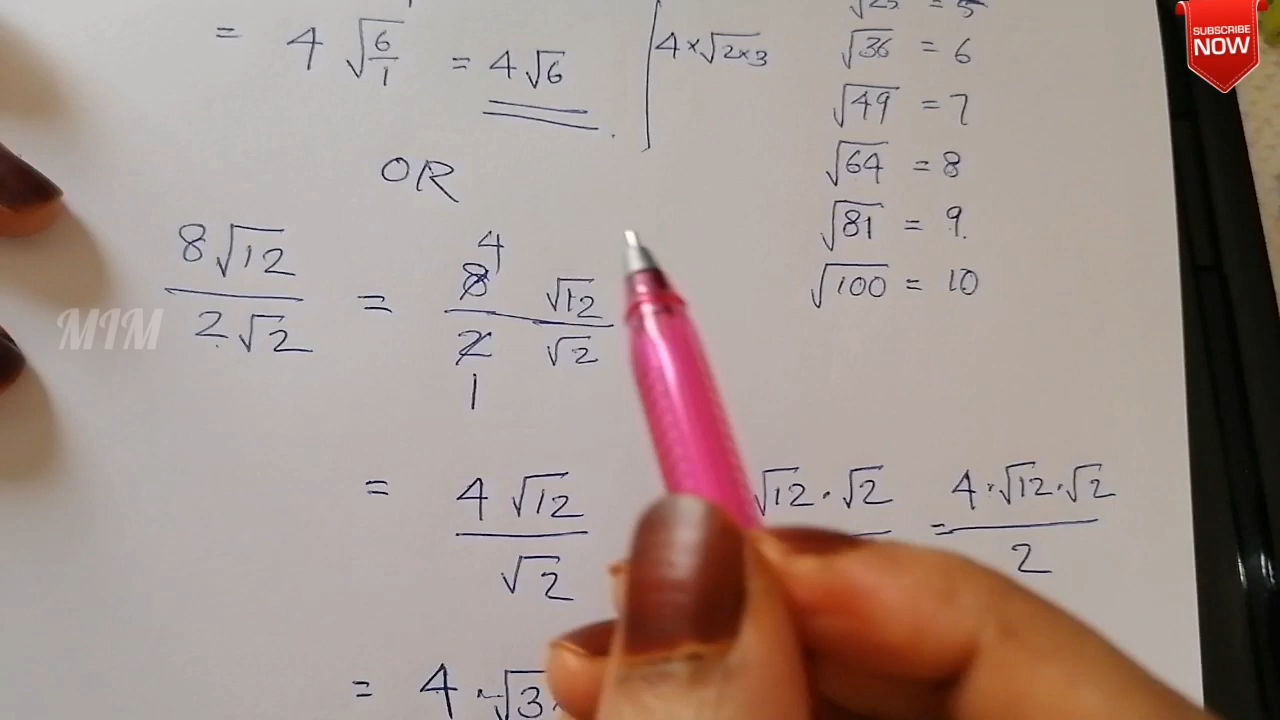 = 4 √(6/1) = 4√6 | 4×√2×3
√25 = 5
√36 = 6
√49 = 7
√64 = 8
√81 = 9.
√100 = 10
SUBSCRIBE
NOW
OR
8√12 / 2√2 = 8 4 √12 / 2 1 √2
MIM
= 4 √12 / √2 √12 · √2 = 4 · √12 · √2 / 2
= 4 · √3